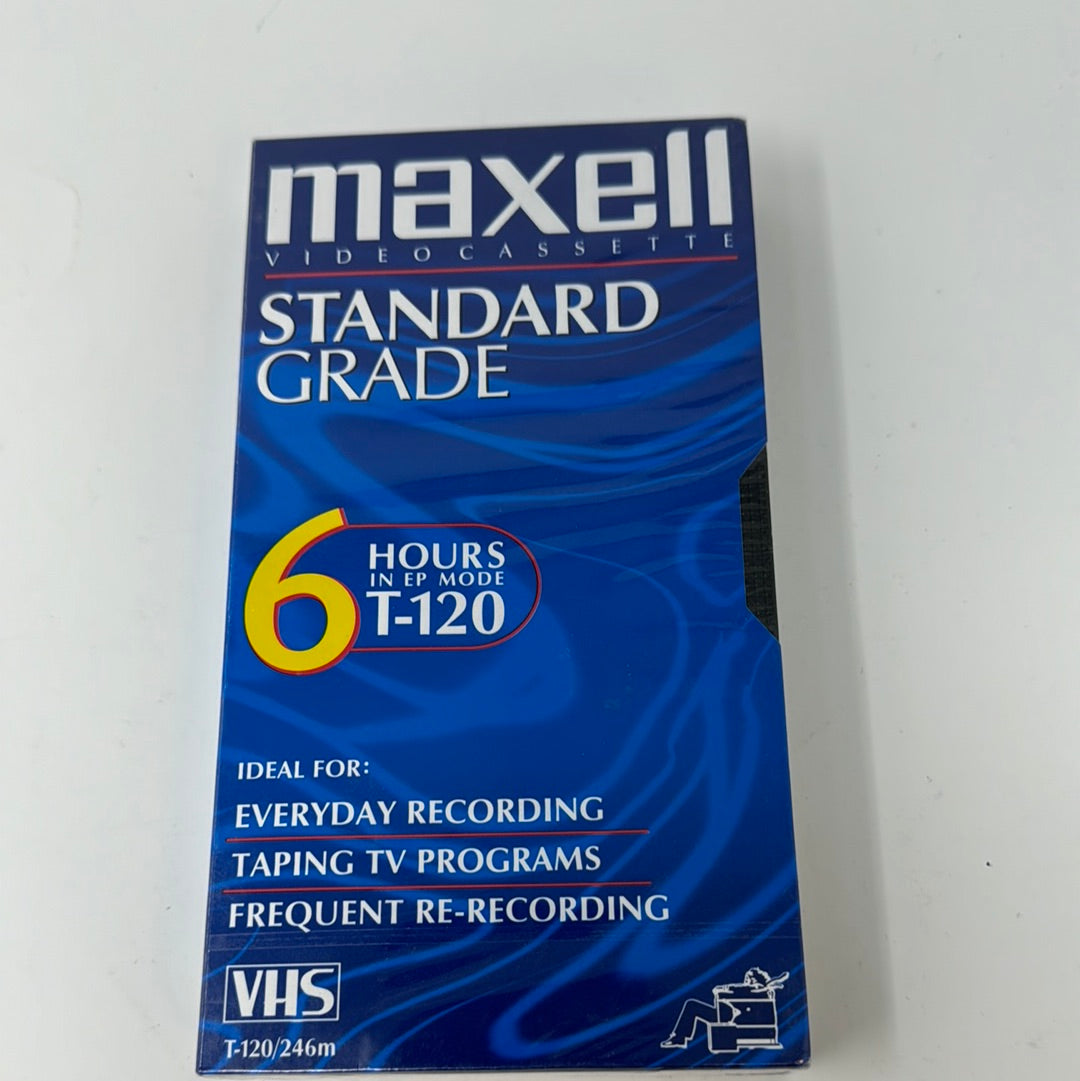 maxell
VIDEOCASSETTE
STANDARD
GRADE
6 HOURS
IN EP MODE
T-120
IDEAL FOR:
EVERYDAY RECORDING
TAPING TV PROGRAMS
FREQUENT RE-RECORDING
VHS
T-120/246m